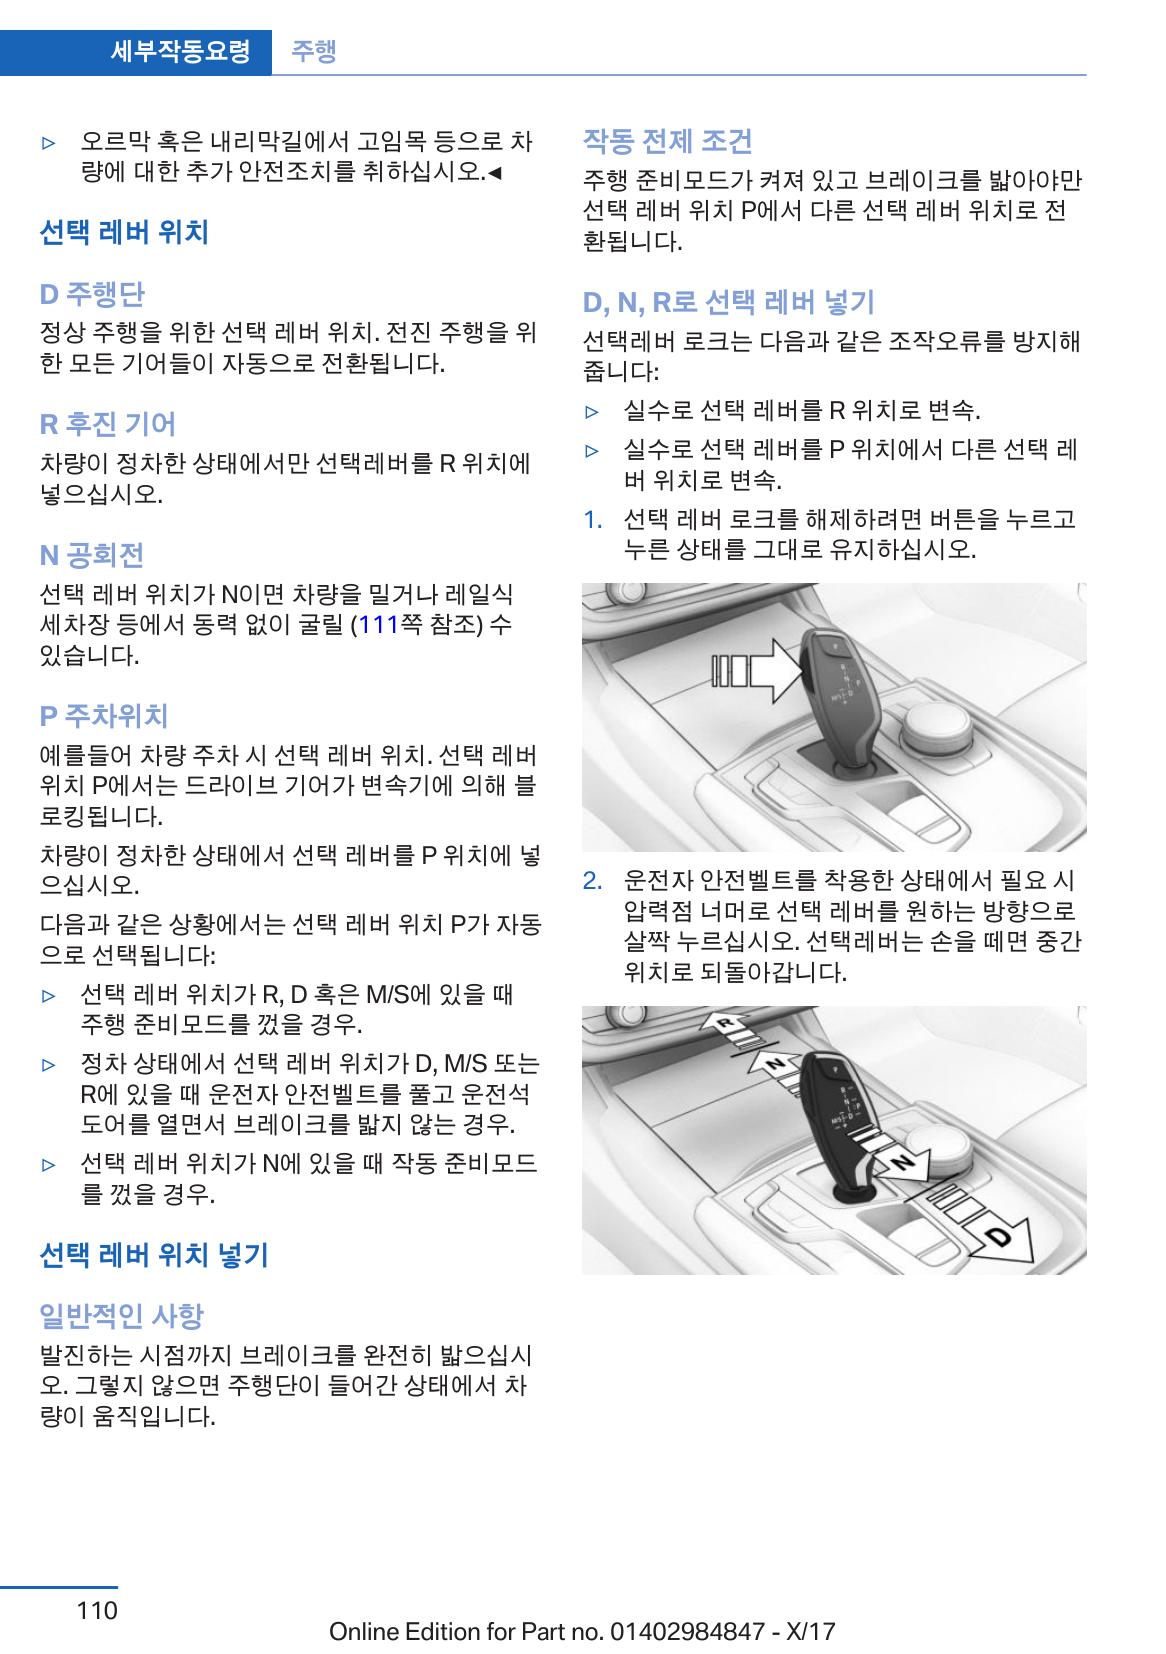 세부작동요령 주행
▷ 오르막 혹은 내리막길에서 고임목 등으로 차
량에 대한 추가 안전조치를 취하십시오.◄
선택 레버 위치
D 주행단
정상 주행을 위한 선택 레버 위치. 전진 주행을 위
한 모든 기어들이 자동으로 전환됩니다.
R 후진 기어
차량이 정차한 상태에서만 선택레버를 R 위치에
넣으십시오.
N 공회전
선택 레버 위치가 N이면 차량을 밀거나 레일식
세차장 등에서 동력 없이 굴릴 (111쪽 참조) 수
있습니다.
P 주차위치
예를들어 차량 주차 시 선택 레버 위치. 선택 레버
위치 P에서는 드라이브 기어가 변속기에 의해 블
로킹됩니다.
차량이 정차한 상태에서 선택 레버를 P 위치에 넣
으십시오.
다음과 같은 상황에서는 선택 레버 위치 P가 자동
으로 선택됩니다:
▷ 선택 레버 위치가 R, D 혹은 M/S에 있을 때
주행 준비모드를 껐을 경우.
▷ 정차 상태에서 선택 레버 위치가 D, M/S 또는
R에 있을 때 운전자 안전벨트를 풀고 운전석
도어를 열면서 브레이크를 밟지 않는 경우.
▷ 선택 레버 위치가 N에 있을 때 작동 준비모드
를 껐을 경우.
선택 레버 위치 넣기
일반적인 사항
발진하는 시점까지 브레이크를 완전히 밟으십시
오. 그렇지 않으면 주행단이 들어간 상태에서 차
량이 움직입니다.
작동 전제 조건
주행 준비모드가 켜져 있고 브레이크를 밟아야만
선택 레버 위치 P에서 다른 선택 레버 위치로 전
환됩니다.
D, N, R로 선택 레버 넣기
선택레버 로크는 다음과 같은 조작오류를 방지해
줍니다:
▷ 실수로 선택 레버를 R 위치로 변속.
▷ 실수로 선택 레버를 P 위치에서 다른 선택 레
버 위치로 변속.
1. 선택 레버 로크를 해제하려면 버튼을 누르고
누른 상태를 그대로 유지하십시오.
P
R
N
P
M/S D
+
2. 운전자 안전벨트를 착용한 상태에서 필요 시
압력점 너머로 선택 레버를 원하는 방향으로
살짝 누르십시오. 선택레버는 손을 떼면 중간
위치로 되돌아갑니다.
R
N
P
R
N
P
M/S D
N
D
110
Online Edition for Part no. 01402984847 - X/17